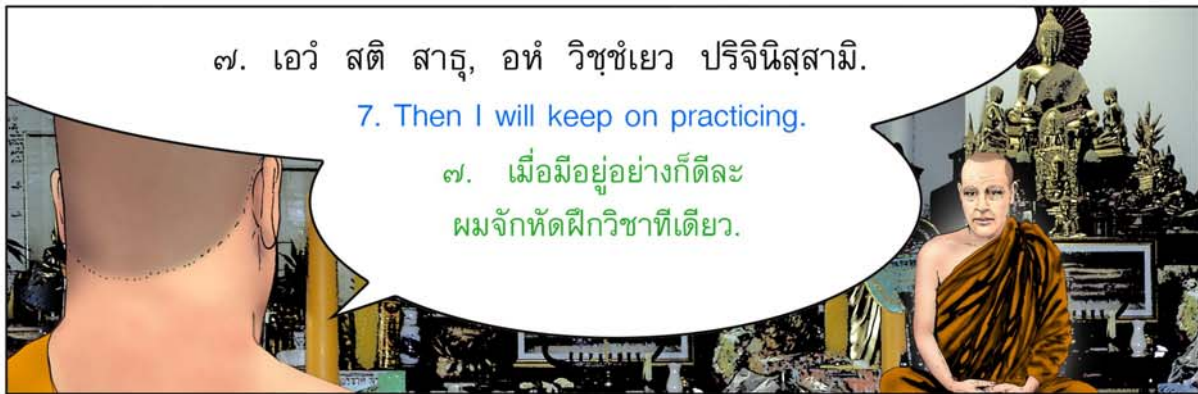 ๗. เอวํ สติ สาธุ, อหํ วิชฺชํเยว ปริจินิสฺสามิ.
7. Then I will keep on practicing.
๗. เมื่อมีอยู่อย่างก็ดีละ
ผมจักหัดฝึกวิชาทีเดียว.